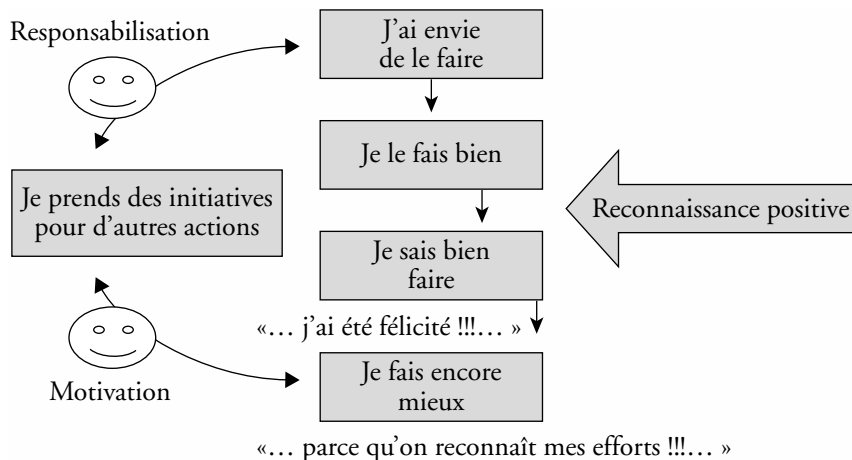 Responsabilisation
J'ai envie
de le faire
Je le fais bien
Je prends des initiatives
pour d'autres actions
Reconnaissance positive
Je sais bien
faire
«… j'ai été félicité !!!… »
Motivation
Je fais encore
mieux
«… parce qu'on reconnaît mes efforts !!!… »